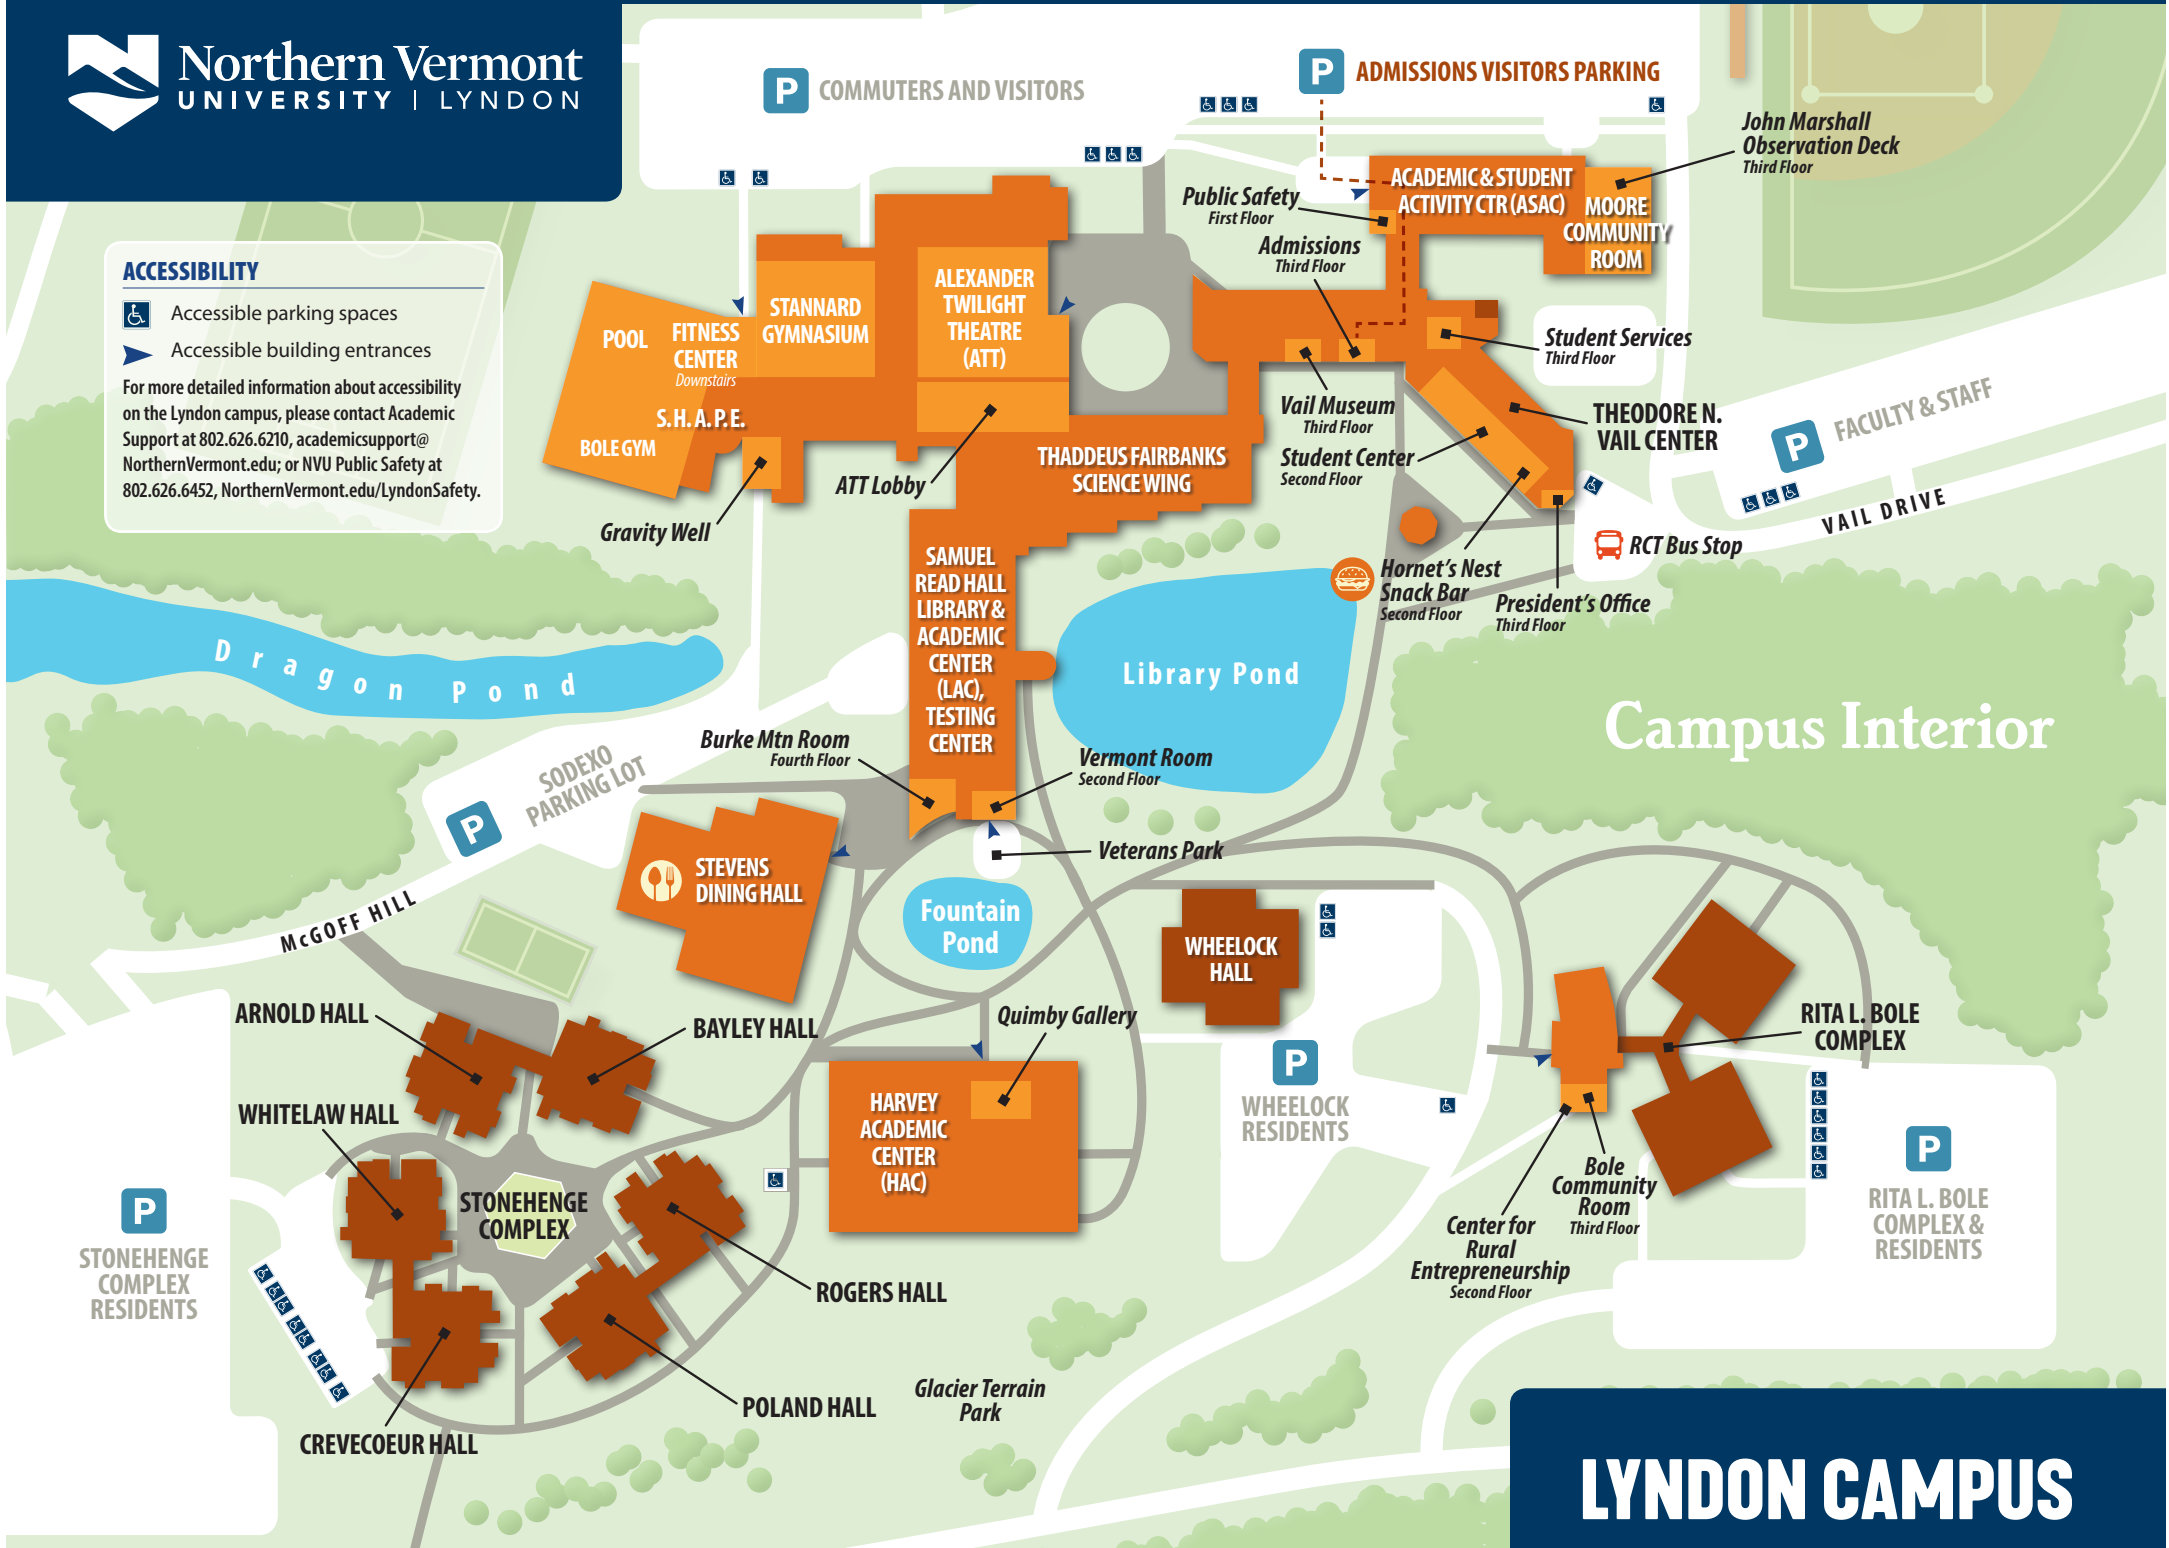 Northern Vermont
UNIVERSITY | LYNDON
P
COMMUTERS AND VISITORS
P
ADMISSIONS VISITORS PARKING
John Marshall
Observation Deck
Third Floor
ACCESSIBILITY
Accessible parking spaces
Accessible building entrances
For more detailed information about accessibility
on the Lyndon campus, please contact Academic
Support at 802.626.6210, academicsupport@
NorthernVermont.edu; or NVU Public Safety at
802.626.6452, NorthernVermont.edu/LyndonSafety.
ACADEMIC & STUDENT
ACTIVITY CTR (ASAC)
MOORE
COMMUNITY
ROOM
Public Safety
First Floor
Admissions
Third Floor
POOL
FITNESS
CENTER
Downstairs
STANNARD
GYMNASIUM
ALEXANDER
TWILIGHT
THEATRE
(ATT)
S.H.A.P.E.
BOLE GYM
Gravity Well
ATT Lobby
THADDEUS FAIRBANKS
SCIENCE WING
Vail Museum
Third Floor
Student Center
Second Floor
Student Services
Third Floor
THEODORE N.
VAIL CENTER
P
FACULTY & STAFF
VAIL DRIVE
RCT Bus Stop
Hornet's Nest
Snack Bar
Second Floor
President's Office
Third Floor
SAMUEL
READ HALL
LIBRARY &
ACADEMIC
CENTER
(LAC),
TESTING
CENTER
Dragon Pond
Library Pond
Campus Interior
Burke Mtn Room
Fourth Floor
Vermont Room
Second Floor
SODEXO
PARKING LOT
P
Veterans Park
STEVENS
DINING HALL
Fountain
Pond
McGOFF HILL
WHEELOCK
HALL
ARNOLD HALL
BAYLEY HALL
Quimby Gallery
RITA L. BOLE
COMPLEX
P
WHEELOCK
RESIDENTS
HARVEY
ACADEMIC
CENTER
(HAC)
WHITELAW HALL
STONEHENGE
COMPLEX
P
STONEHENGE
COMPLEX
RESIDENTS
Bole
Community
Room
Third Floor
Center for
Rural
Entrepreneurship
Second Floor
P
RITA L. BOLE
COMPLEX &
RESIDENTS
ROGERS HALL
POLAND HALL
CREVECOEUR HALL
Glacier Terrain
Park
LYNDON CAMPUS